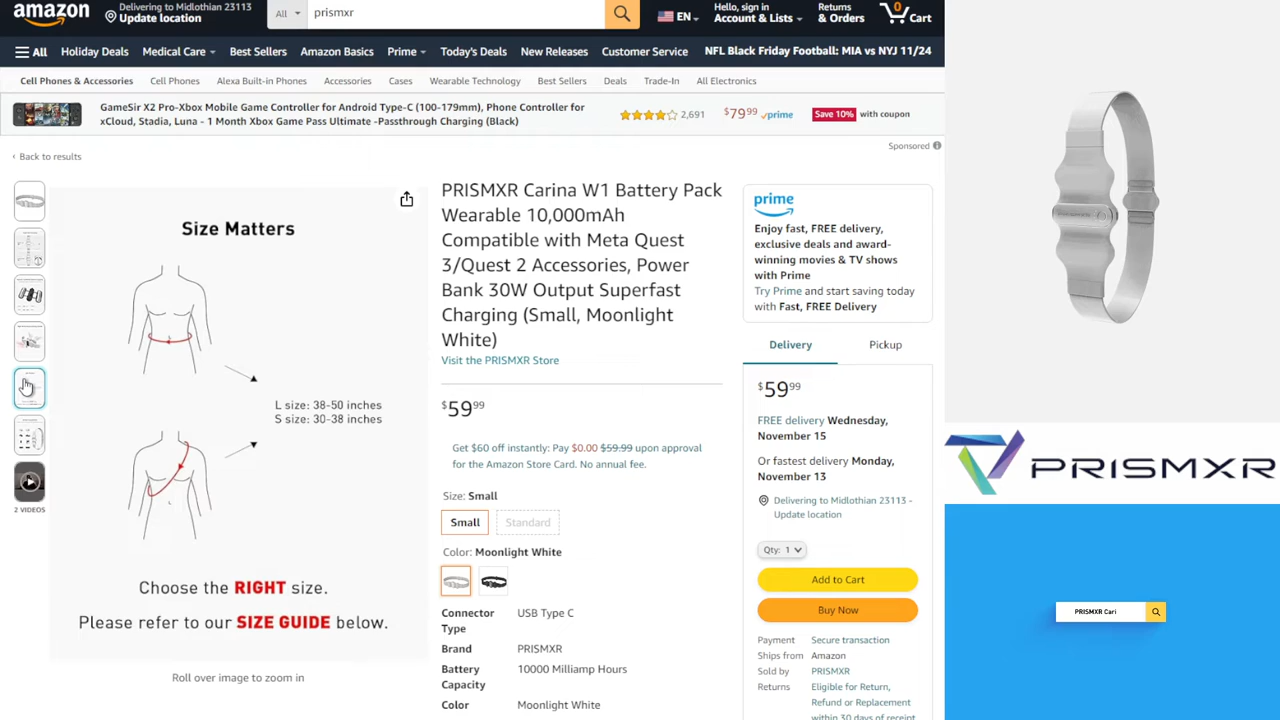 amazon
Delivering to Midlothian 23113
Update location
All
prismxr
EN
Hello, sign in
Account & Lists
Returns
& Orders
0
Cart
All
Holiday Deals
Medical Care
Best Sellers
Amazon Basics
Prime
Today's Deals
New Releases
Customer Service
NFL Black Friday Football: MIA vs NYJ 11/24
Cell Phones & Accessories
Cell Phones
Alexa Built-in Phones
Accessories
Cases
Wearable Technology
Best Sellers
Deals
Trade-In
All Electronics
GameSir X2 Pro-Xbox Mobile Game Controller for Android Type-C (100-179mm), Phone Controller for
xCloud, Stadia, Luna - 1 Month Xbox Game Pass Ultimate -Passthrough Charging (Black)
2,691
$79.99
prime
Save 10%
with coupon
Sponsored
‹ Back to results
Size Matters
L size: 38-50 inches
S size: 30-38 inches
Choose the RIGHT size.
Please refer to our SIZE GUIDE below.
Roll over image to zoom in
2 VIDEOS
PRISMXR Carina W1 Battery Pack
Wearable 10,000mAh
Compatible with Meta Quest
3/Quest 2 Accessories, Power
Bank 30W Output Superfast
Charging (Small, Moonlight
White)
Visit the PRISMXR Store
$59.99
Get $60 off instantly: Pay $0.00 $59.99 upon approval
for the Amazon Store Card. No annual fee.
Size: Small
Small
Standard
Color: Moonlight White
Connector
Type
USB Type C
Brand
PRISMXR
Battery
Capacity
10000 Milliamp Hours
Color
Moonlight White
prime
Enjoy fast, FREE delivery,
exclusive deals and award-
winning movies & TV shows
with Prime
Try Prime and start saving today
with Fast, FREE Delivery
Delivery
Pickup
$59.99
FREE delivery Wednesday,
November 15
Or fastest delivery Monday,
November 13
Delivering to Midlothian 23113 -
Update location
Qty: 1
Add to Cart
Buy Now
Payment
Secure transaction
Ships from
Amazon
Sold by
PRISMXR
Returns
Eligible for Return,
Refund or Replacement
within 30 days of receipt
PRISMXR
PRISMXR Cari